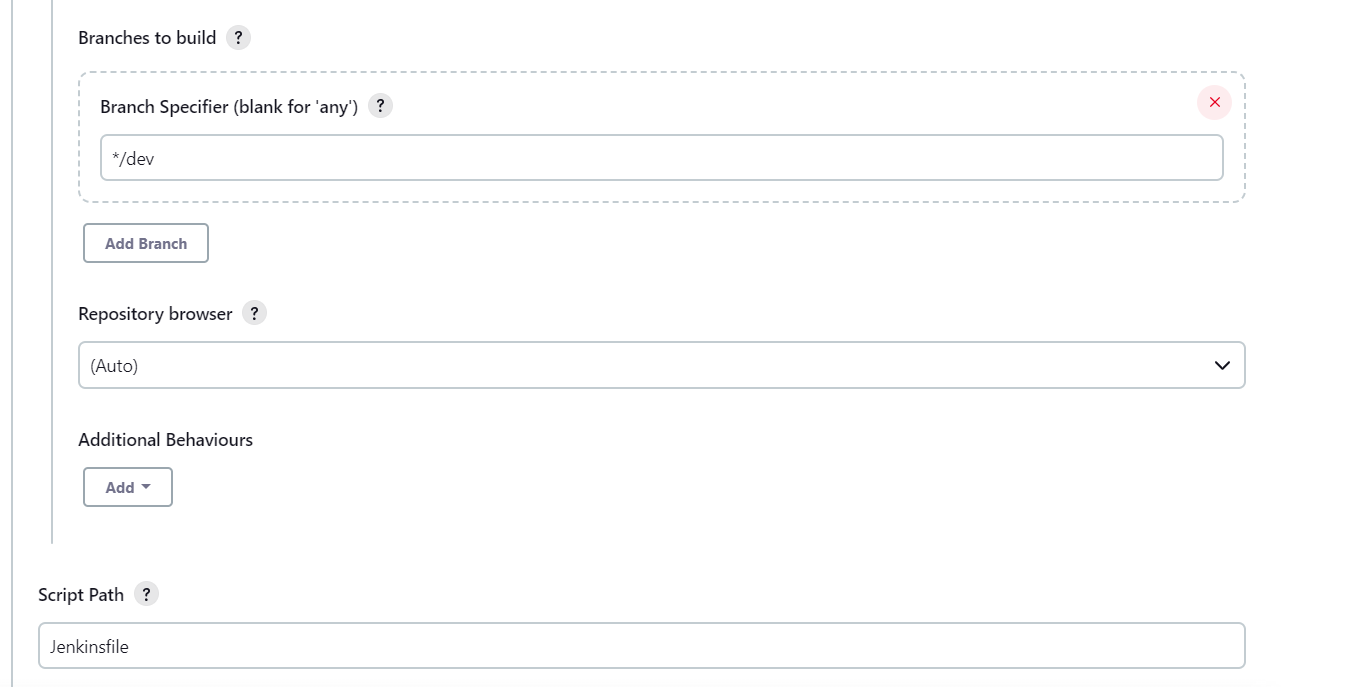 Branches to build ?
Branch Specifier (blank for 'any') ?
*/dev
Add Branch
Repository browser ?
(Auto)
Additional Behaviours
Add
Script Path ?
Jenkinsfile